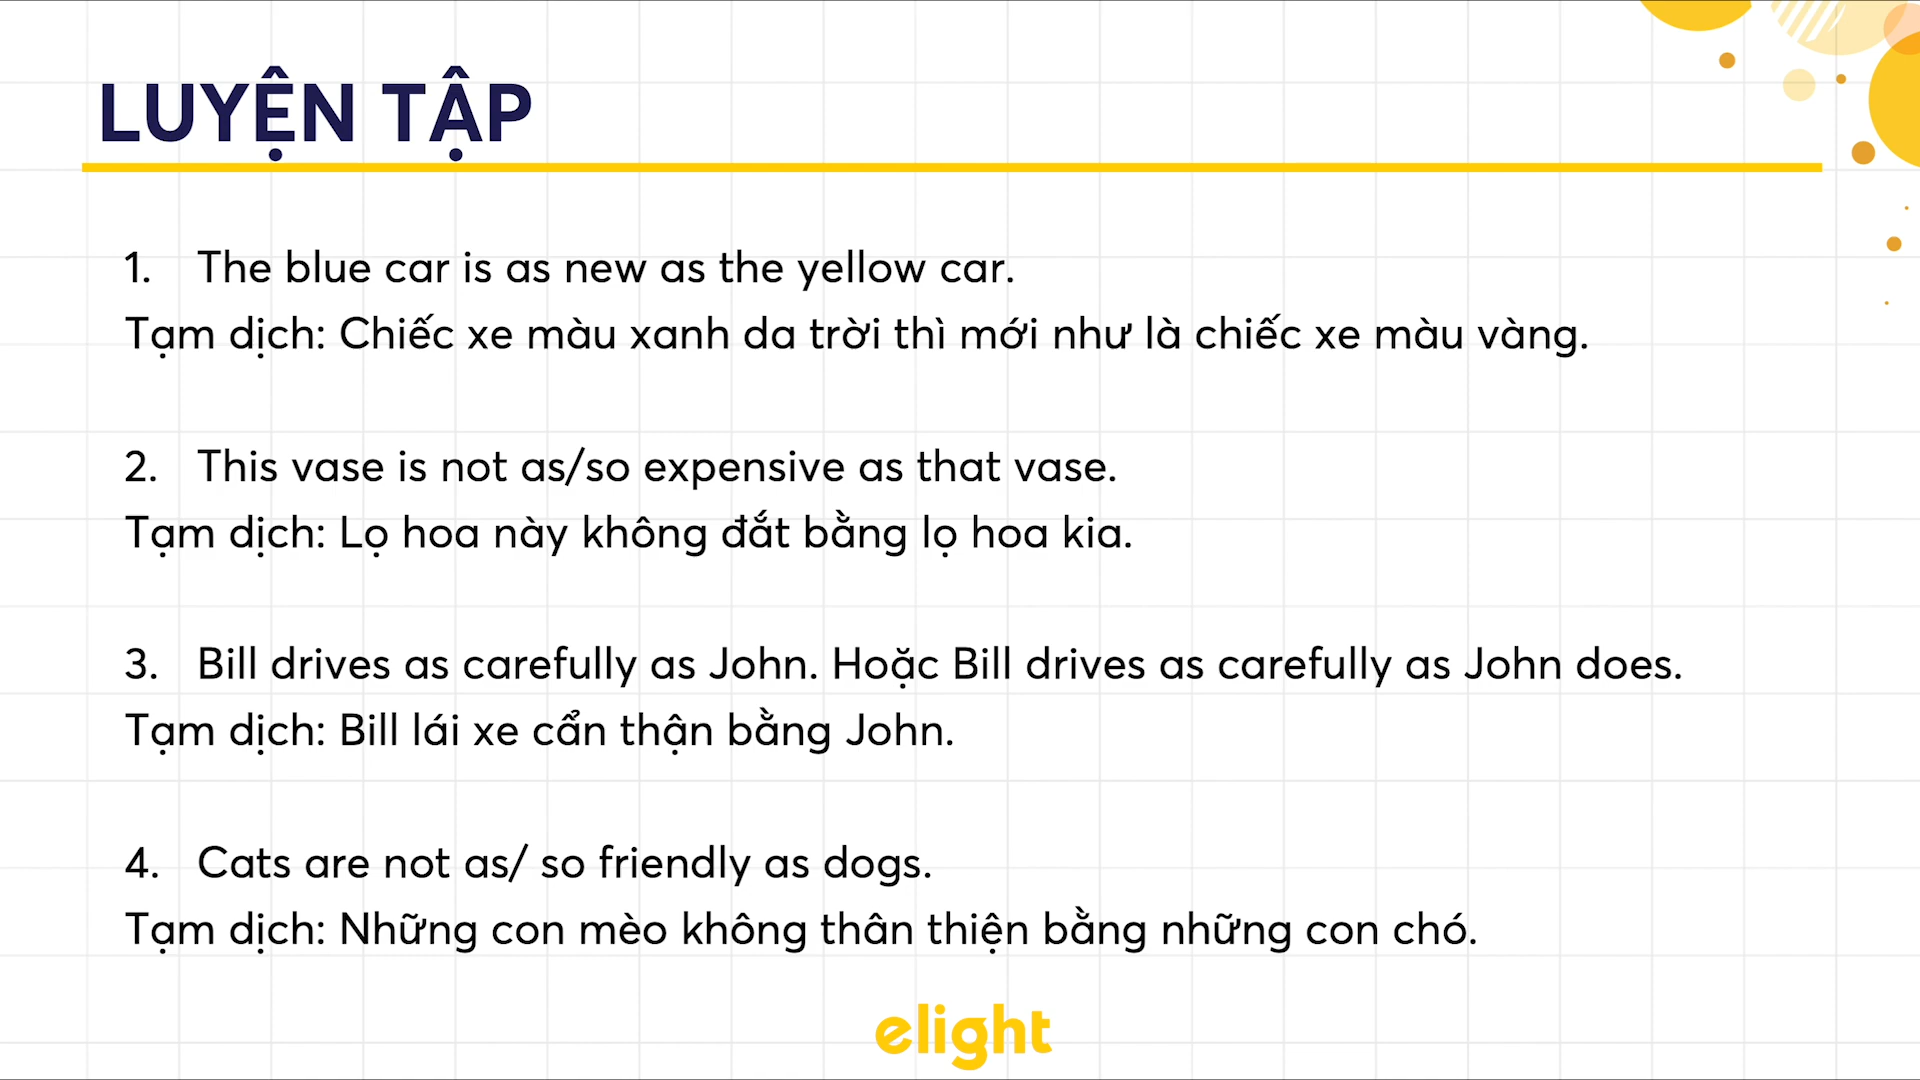 LUYỆN TẬP
1. The blue car is as new as the yellow car.
Tạm dịch: Chiếc xe màu xanh da trời thì mới như là chiếc xe màu vàng.
2. This vase is not as/so expensive as that vase.
Tạm dịch: Lọ hoa này không đắt bằng lọ hoa kia.
3. Bill drives as carefully as John. Hoặc Bill drives as carefully as John does.
Tạm dịch: Bill lái xe cẩn thận bằng John.
4. Cats are not as/ so friendly as dogs.
Tạm dịch: Những con mèo không thân thiện bằng những con chó.
elight